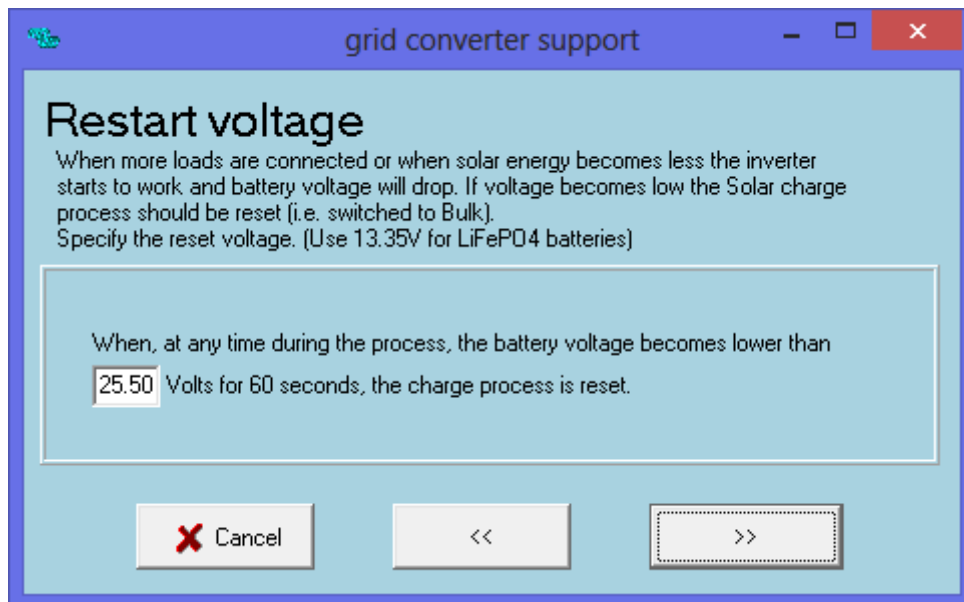 grid converter support
Restart voltage
When more loads are connected or when solar energy becomes less the inverter
starts to work and battery voltage will drop. If voltage becomes low the Solar charge
process should be reset (i.e. switched to Bulk).
Specify the reset voltage. (Use 13.35V for LiFePO4 batteries)
When, at any time during the process, the battery voltage becomes lower than
25.50 Volts for 60 seconds, the charge process is reset.
Cancel << >>